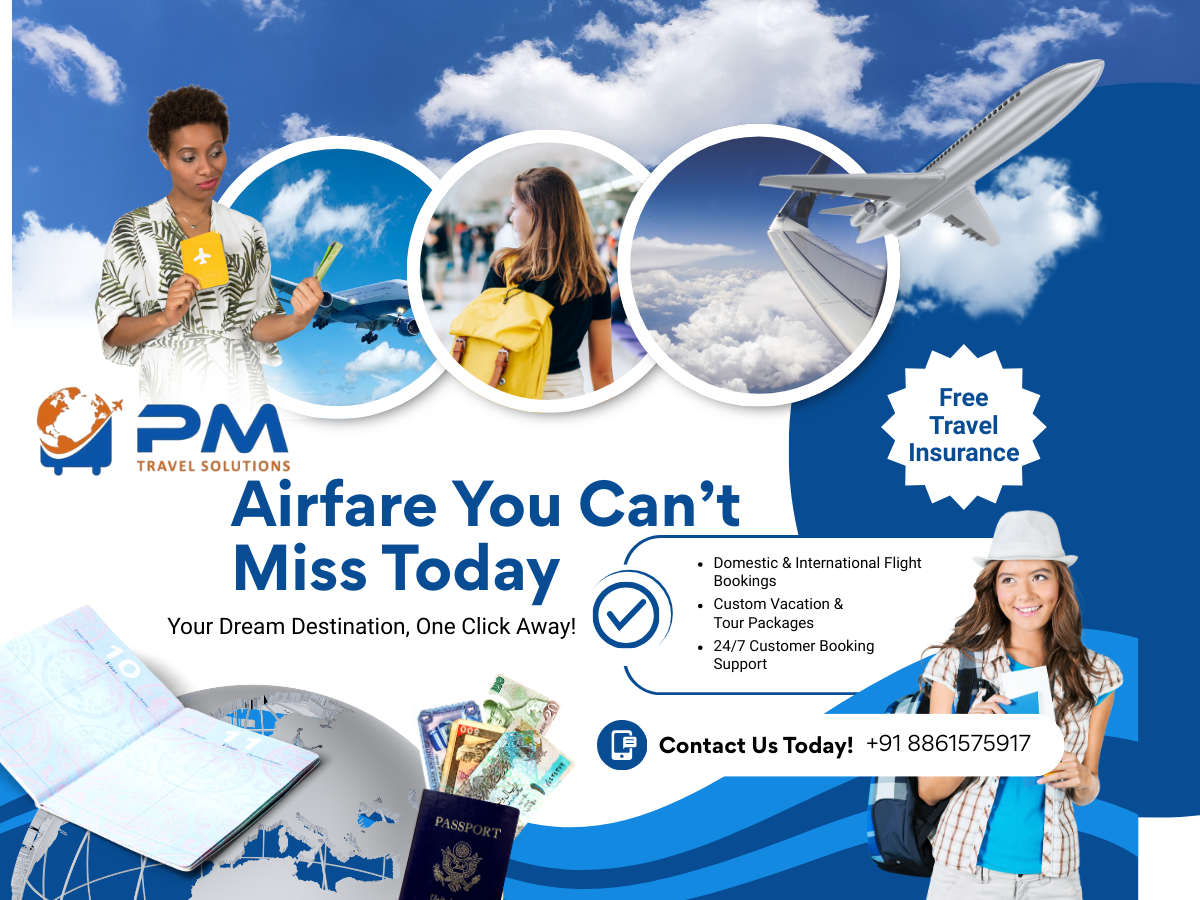 PM
TRAVEL SOLUTIONS
Airfare You Can't
Miss Today
Your Dream Destination, One Click Away!
Free
Travel
Insurance
• Domestic & International Flight
Bookings
• Custom Vacation &
Tour Packages
• 24/7 Customer Booking
Support
Contact Us Today! +91 8861575917
10
11
PASSPORT